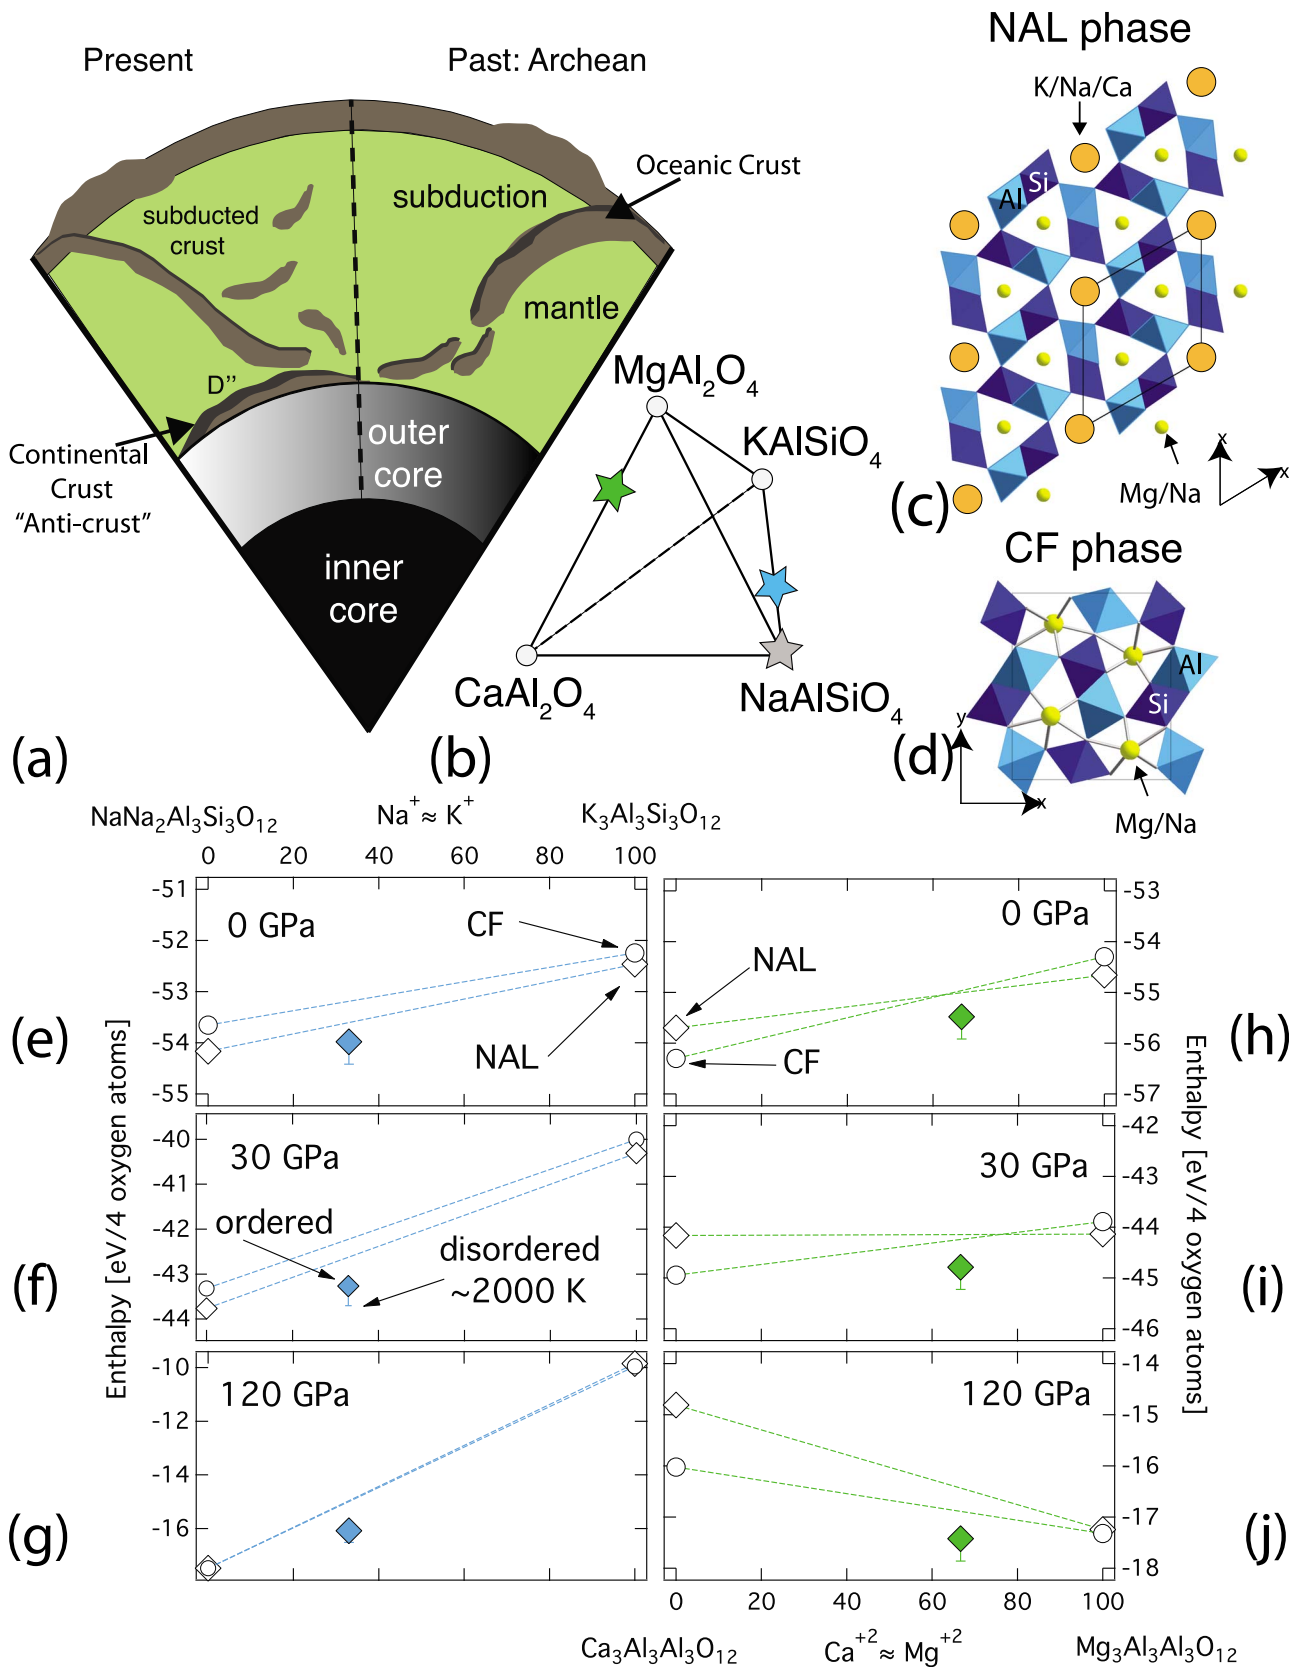 Present
Past: Archean
Oceanic Crust
subducted
crust
subduction
mantle
D’’
Continental
Crust
“Anti-crust”
outer
core
inner
core
(a)
MgAl2O4
KAlSiO4
CaAl2O4
NaAlSiO4
(b)
NAL phase
K/Na/Ca
Si
Al
Mg/Na
x
x
(c)
CF phase
Al
Si
y
x
Mg/Na
(d)
NaNa2Al3Si3O12
Na+ ≈ K+
K3Al3Si3O12
0 20 40 60 80 100
-51
-52
-53
-54
-55
0 GPa
CF
NAL
(e)
-40
-41
-42
-43
-44
30 GPa
ordered
disordered
~2000 K
(f)
-10
-12
-14
-16
120 GPa
(g)
Enthalpy [eV/4 oxygen atoms]
0 GPa
NAL
CF
-53
-54
-55
-56
-57
(h)
30 GPa
-42
-43
-44
-45
-46
(i)
120 GPa
-14
-15
-16
-17
-18
(j)
Enthalpy [eV/4 oxygen atoms]
0 20 40 60 80 100
Ca3Al3Al3O12
Ca+2 ≈ Mg+2
Mg3Al3Al3O12